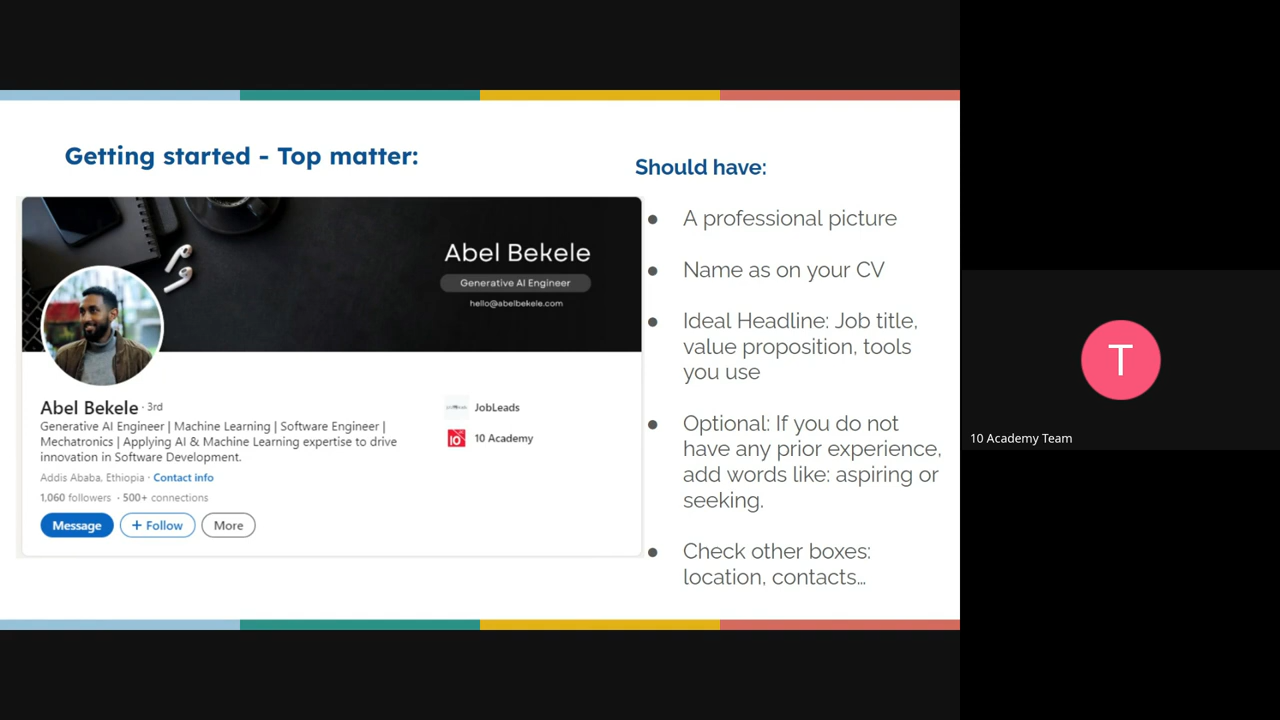 Getting started - Top matter:
Should have:
● A professional picture
● Name as on your CV
● Ideal Headline: Job title,
value proposition, tools
you use
● Optional: If you do not
have any prior experience,
add words like: aspiring or
seeking.
● Check other boxes:
location, contacts...
Abel Bekele
Generative AI Engineer
hello@abelbekele.com
Abel Bekele · 3rd
Generative AI Engineer | Machine Learning | Software Engineer |
Mechatronics | Applying AI & Machine Learning expertise to drive
innovation in Software Development.
Addis Ababa, Ethiopia · Contact info
1,060 followers · 500+ connections
Message
+ Follow
More
JobLeads
10 Academy
T
10 Academy Team